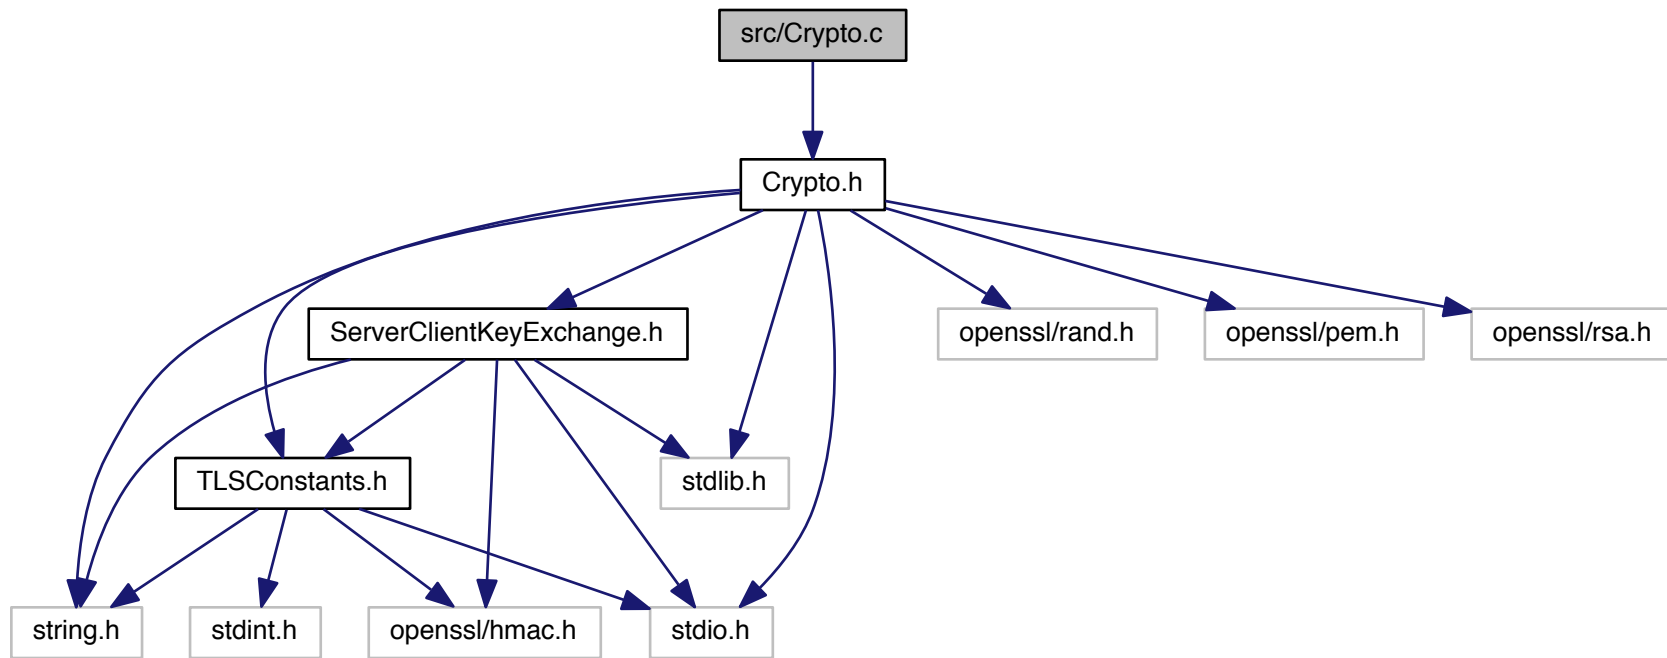 src/Crypto.c
Crypto.h
ServerClientKeyExchange.h
openssl/rand.h
openssl/pem.h
openssl/rsa.h
TLSConstants.h
stdlib.h
string.h
stdint.h
openssl/hmac.h
stdio.h